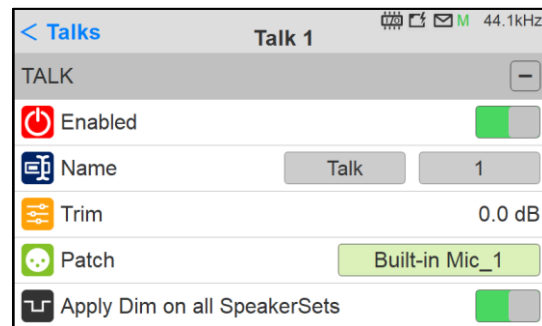 < Talks
Talk 1
M 44.1kHz
TALK
Enabled
Name Talk 1
Trim 0.0 dB
Patch Built-in Mic_1
Apply Dim on all SpeakerSets